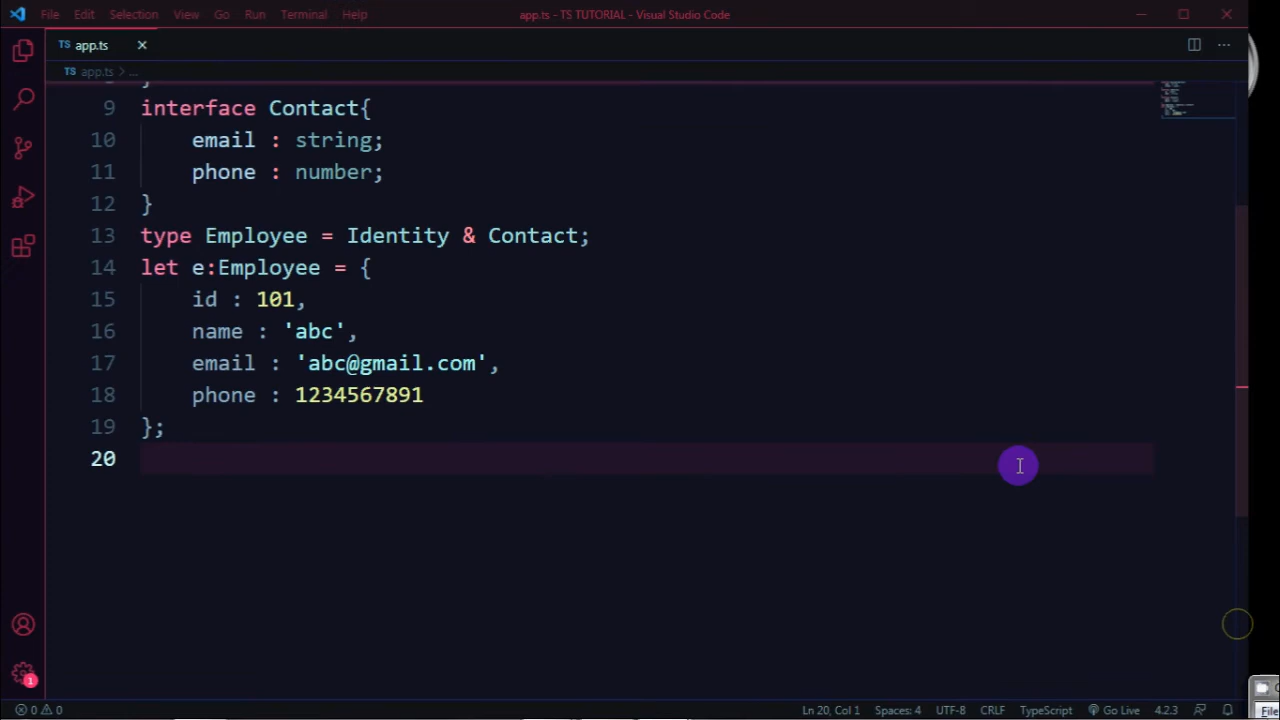 File Edit Selection View Go Run Terminal Help app.ts - TS TUTORIAL - Visual Studio Code
TS app.ts
TS app.ts > ...
9 interface Contact{
10 email : string;
11 phone : number;
12 }
13 type Employee = Identity & Contact;
14 let e:Employee = {
15 id : 101,
16 name : 'abc',
17 email : 'abc@gmail.com',
18 phone : 1234567891
19 };
20
1
0 0 Ln 20, Col 1 Spaces: 4 UTF-8 CRLF TypeScript Go Live 4.2.3
File